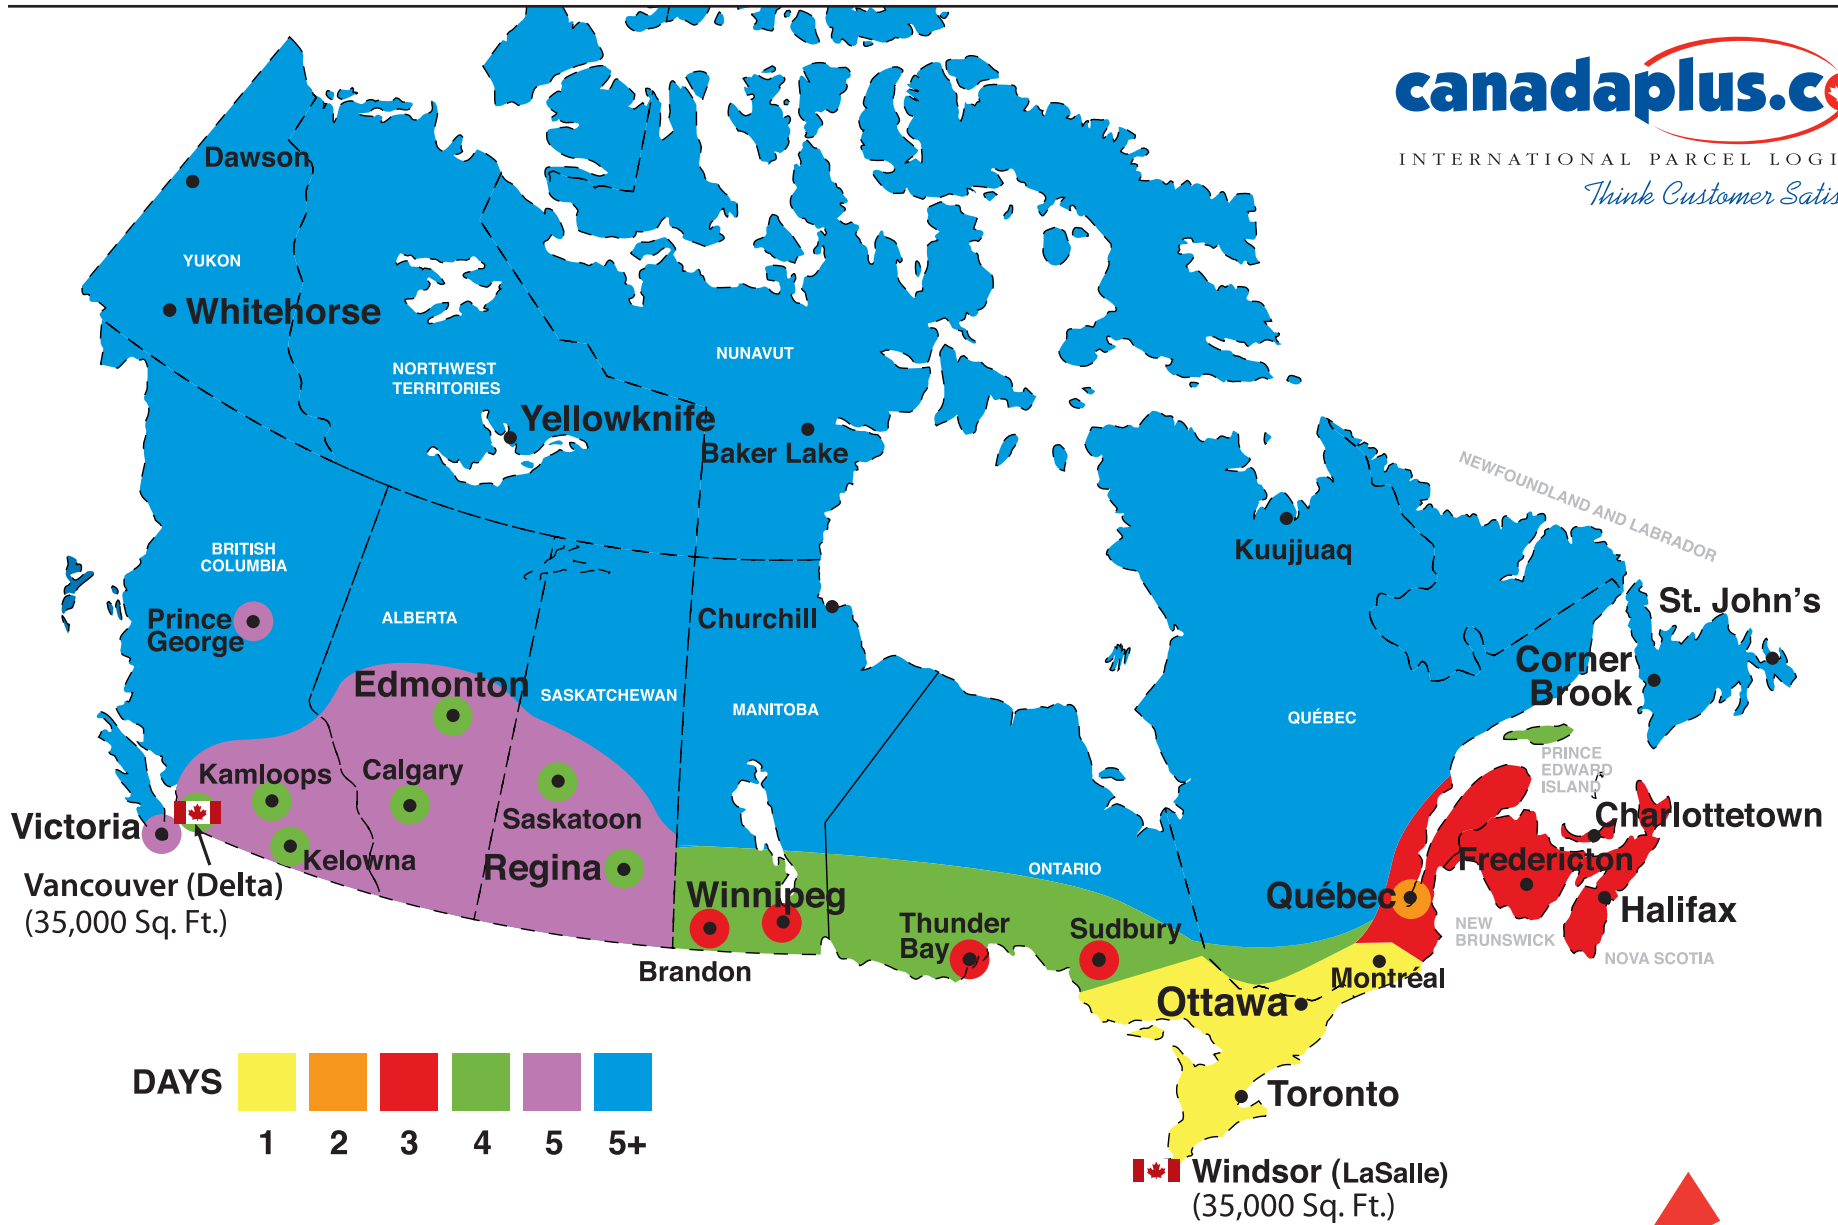 canadaplus.c
INTERNATIONAL PARCEL LOGI
Think Customer Satis
Dawson
YUKON
Whitehorse
NORTHWEST
TERRITORIES
NUNAVUT
Yellowknife
Baker Lake
NEWFOUNDLAND AND LABRADOR
Kuujjuaq
BRITISH
COLUMBIA
Prince
George
ALBERTA
Churchill
St. John's
Corner
Brook
Edmonton
SASKATCHEWAN
MANITOBA
QUÉBEC
PRINCE
EDWARD
ISLAND
Kamloops
Calgary
Saskatoon
Charlottetown
Victoria
Kelowna
Regina
ONTARIO
Fredericton
Vancouver (Delta)
(35,000 Sq. Ft.)
Winnipeg
Québec
Halifax
Thunder
Bay
Sudbury
NEW
BRUNSWICK
NOVA SCOTIA
Brandon
Montréal
Ottawa
DAYS
Toronto
1 2 3 4 5 5+
Windsor (LaSalle)
(35,000 Sq. Ft.)